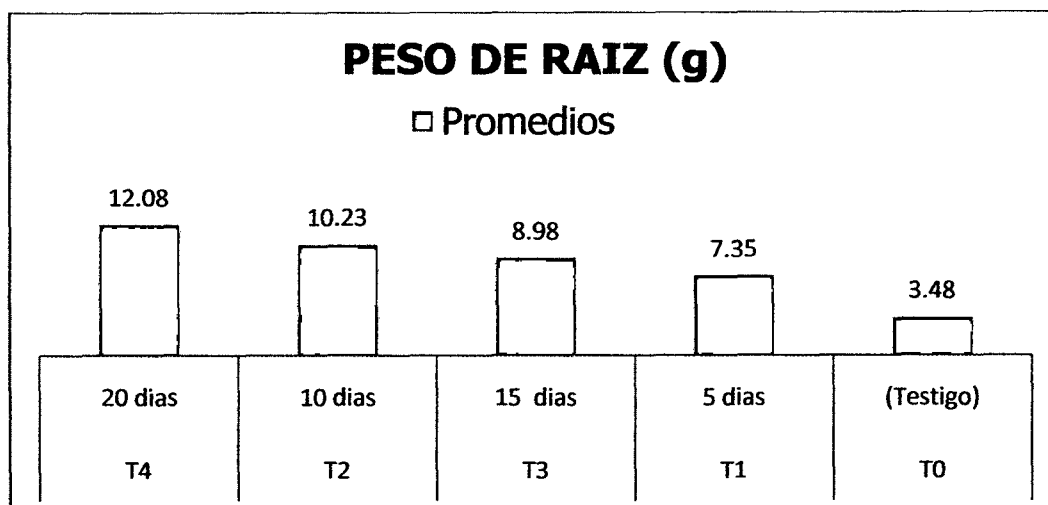 PESO DE RAIZ (g)
Promedios
12.08
10.23
8.98
7.35
3.48
20 dias 10 dias 15 dias 5 dias (Testigo)
T4 T2 T3 T1 T0